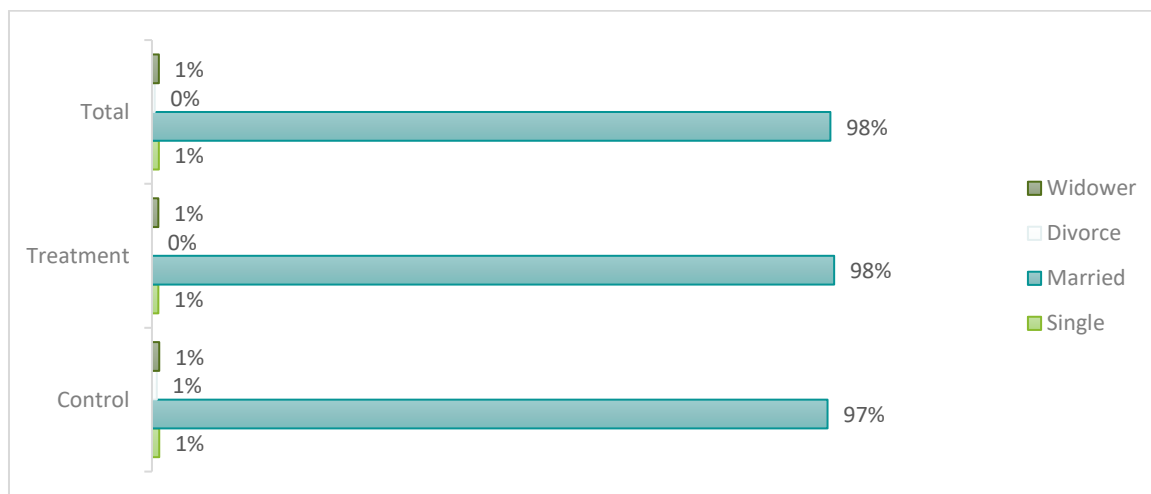 1%
0%
Total
98%
1%
1%
0%
Treatment
98%
1%
1%
1%
Control
97%
1%
Widower
Divorce
Married
Single